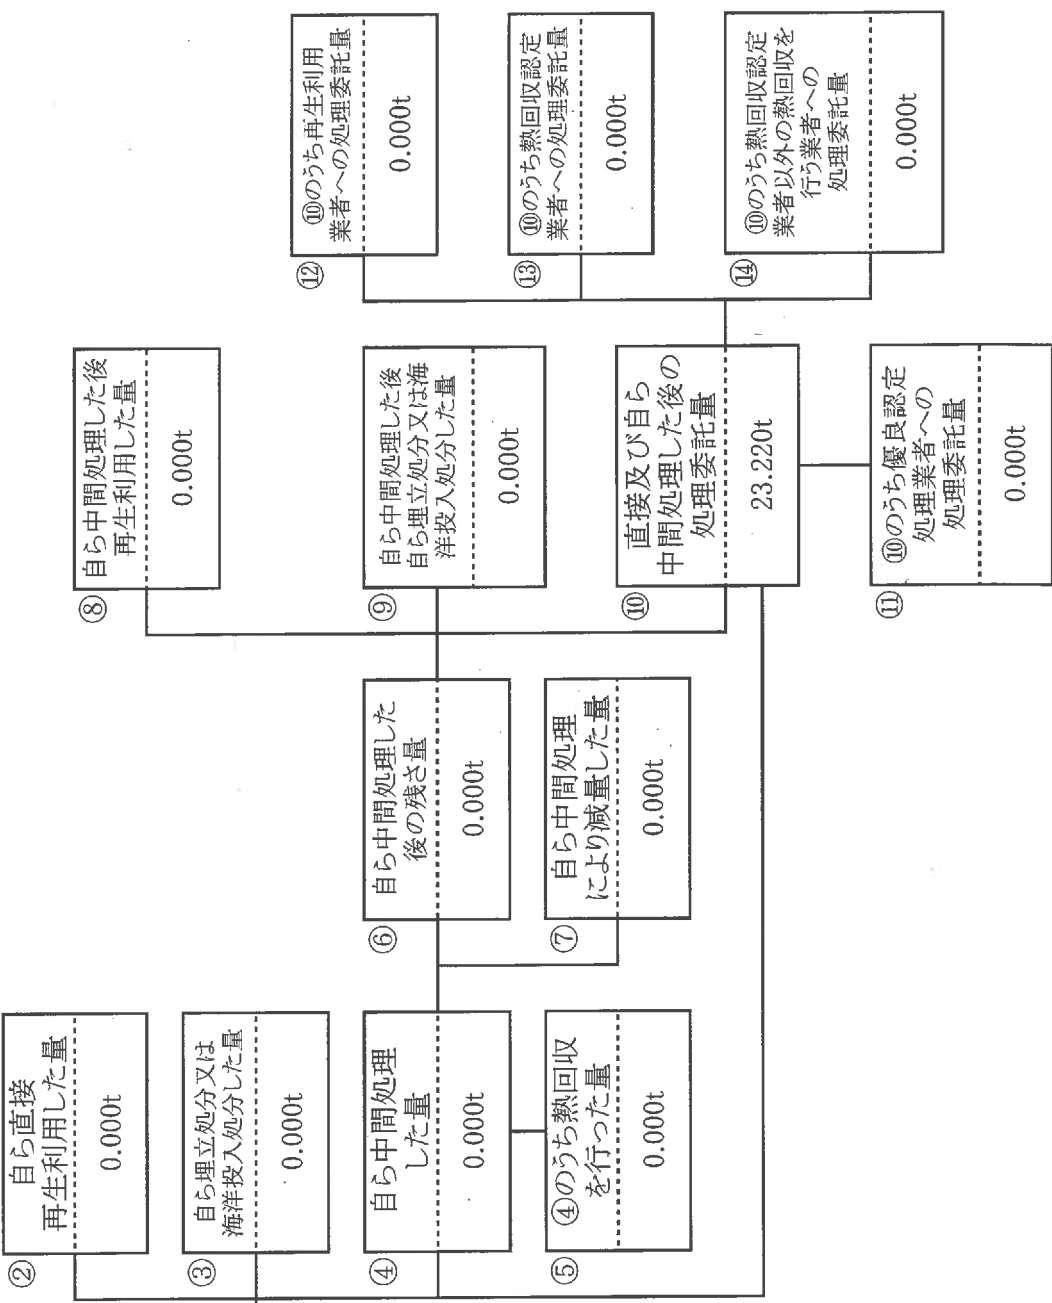 ②
自ら直接
再生利用した量
0.000t
③
自ら埋立処分又は
海洋投入処分した量
0.000t
④
自ら中間処理
した量
0.000t
⑤
④のうち熱回収
を行った量
0.000t
⑥
自ら中間処理した
後の残さ量
0.000t
⑦
自ら中間処理
により減量した量
0.000t
⑧
自ら中間処理した後
再生利用した量
0.000t
⑨
自ら中間処理した後
自ら埋立処分又は海
洋投入処分した量
0.000t
⑩
直接及び自ら
中間処理した後の
処理委託量
23.220t
⑪
⑩のうち優良認定
処理業者への
処理委託量
0.000t
⑫
⑩のうち再生利用
業者への処理委託量
0.000t
⑬
⑩のうち熱回収認定
業者への処理委託量
0.000t
⑭
⑩のうち熱回収認定
業者以外の熱回収を
行う業者への
処理委託量
0.000t